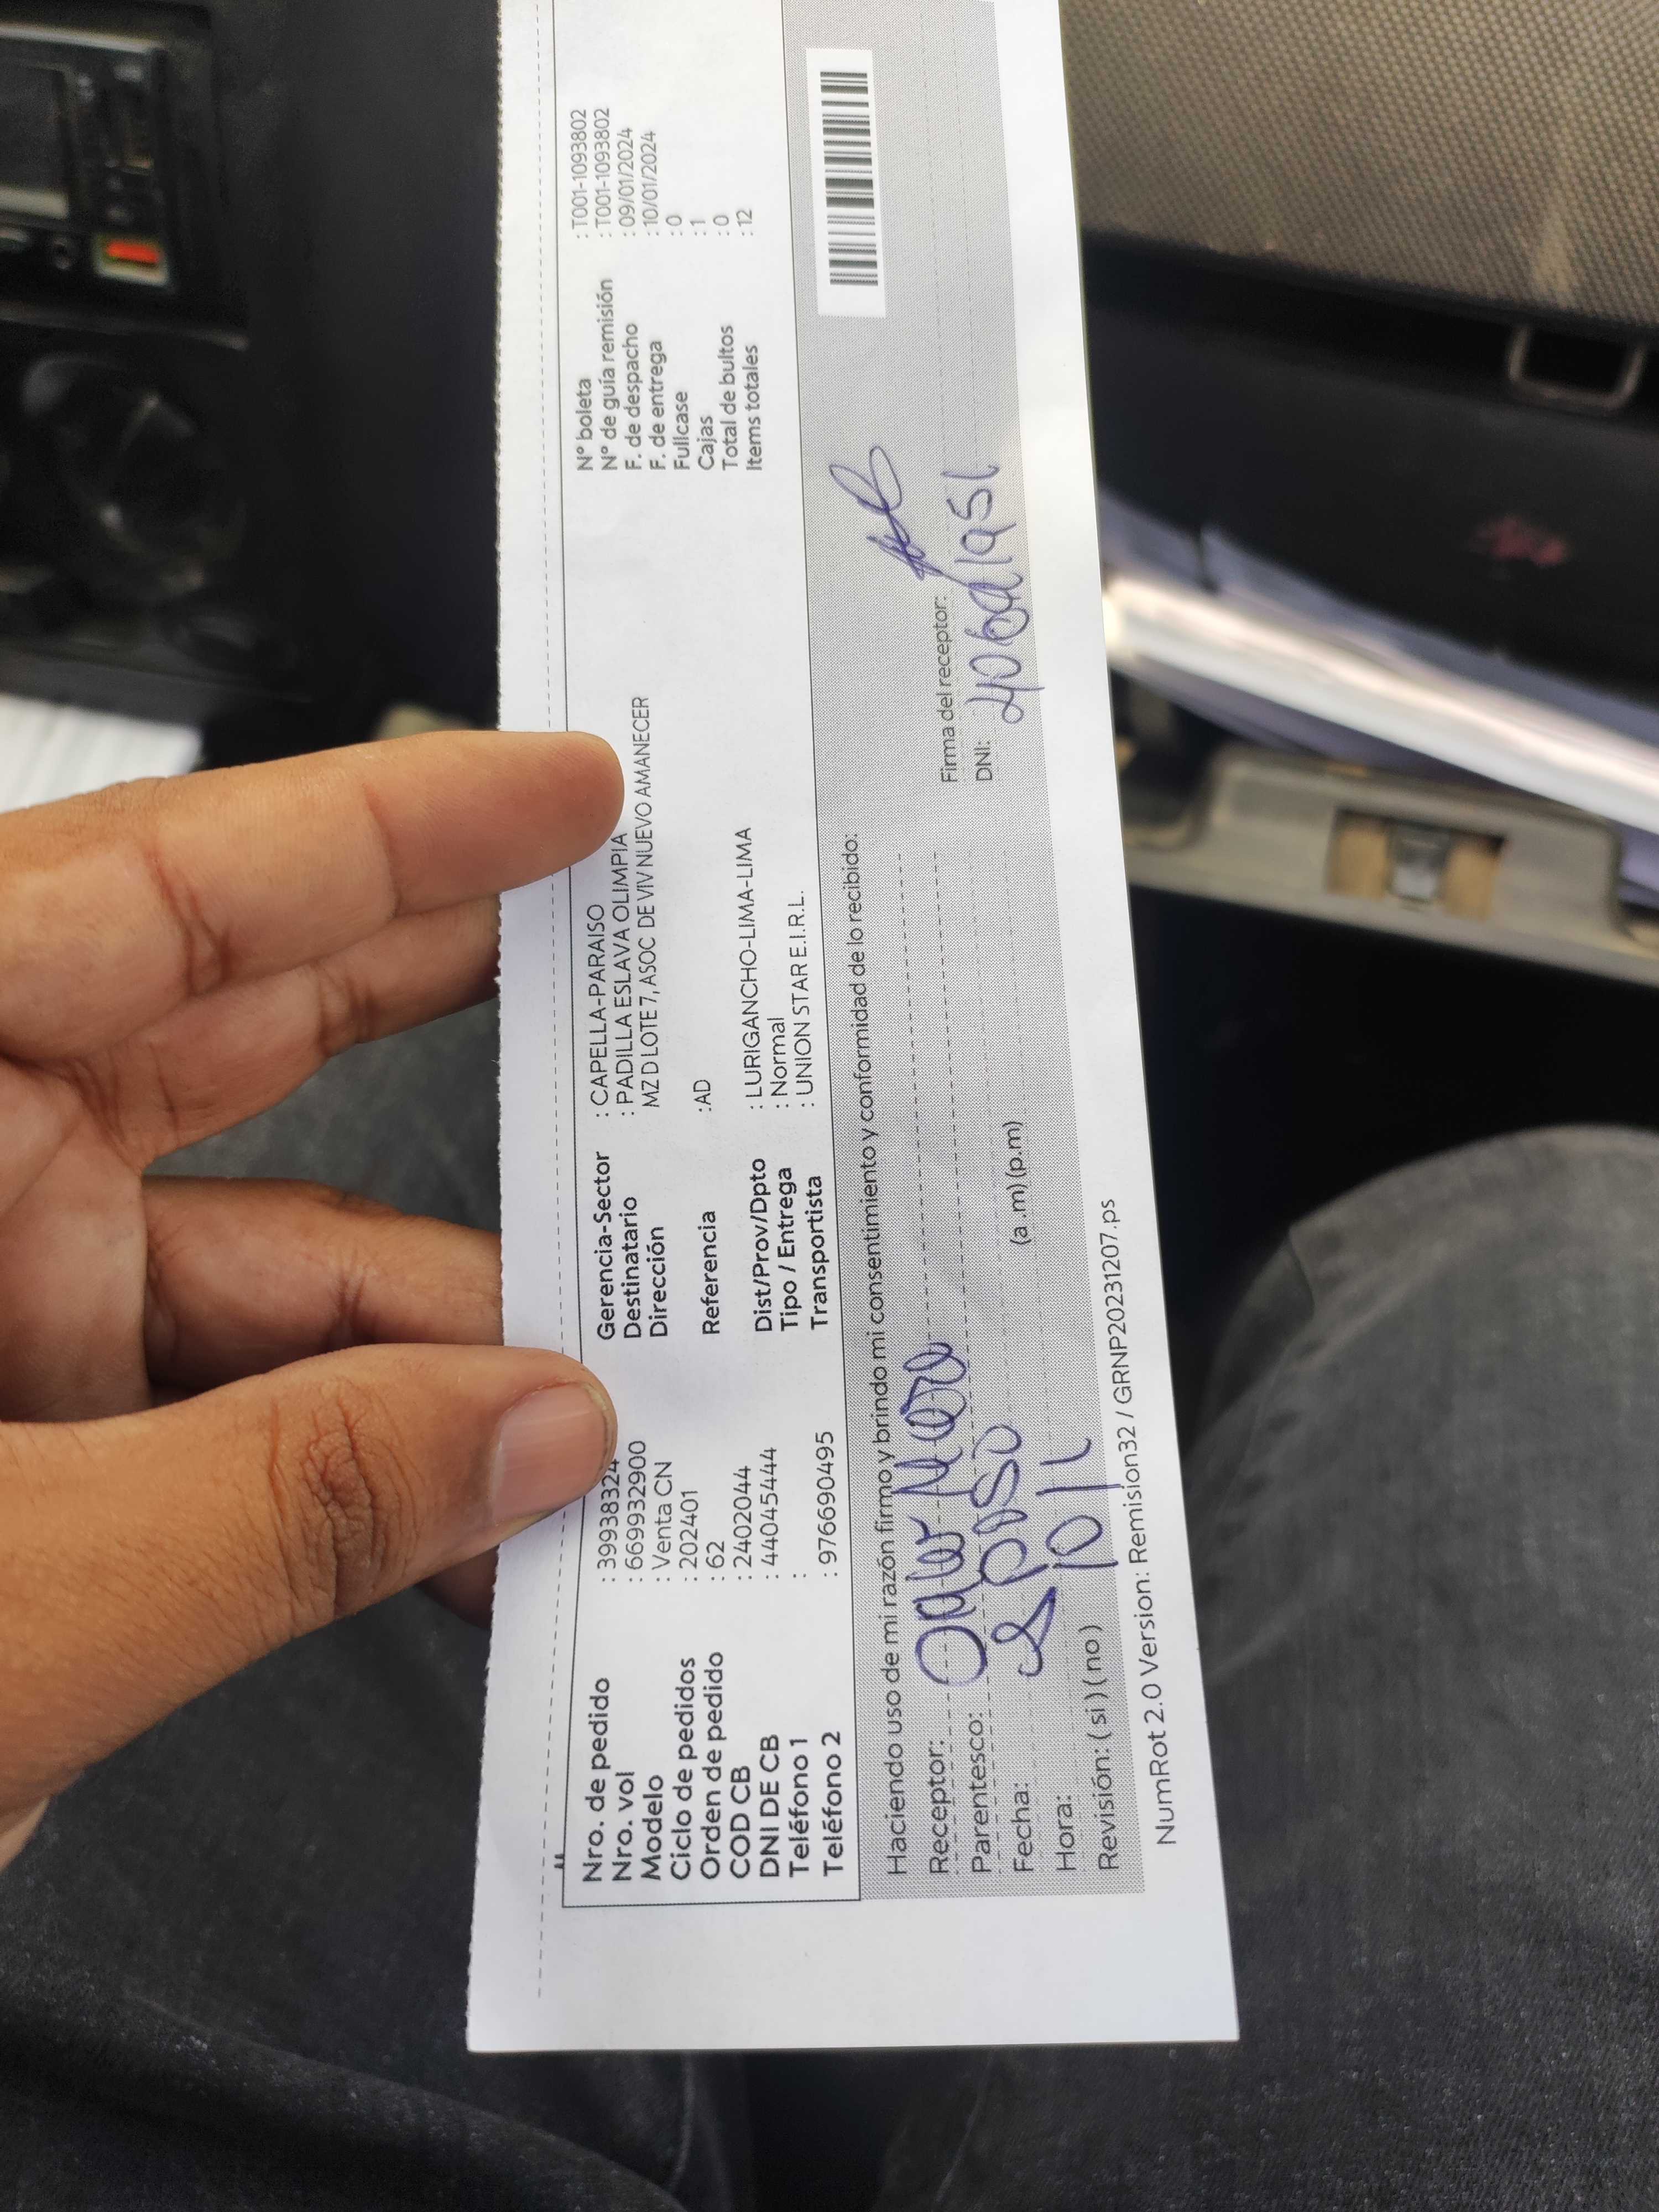 Nro. de pedido : 39938324
Nro. vol : 669932900
Modelo : Venta CN
Ciclo de pedidos : 202401
Orden de pedido : 62
COD CB : 2402044
DNI DE CB : 44045444
Teléfono 1 :
Teléfono 2 : 976690495
Gerencia-Sector : CAPELLA-PARAISO
Destinatario : PADILLA ESLAVA OLIMPIA
Dirección MZ D LOTE 7, ASOC DE VIV NUEVO AMANECER
Referencia :AD
Dist/Prov/Dpto : LURIGANCHO-LIMA-LIMA
Tipo / Entrega : Normal
Transportista : UNION STAR E.I.R.L.
N° boleta : T001-1093802
N° de guía remisión : T001-1093802
F. de despacho : 09/01/2024
F. de entrega : 10/01/2024
Fullcase : 0
Cajas : 1
Total de bultos : 0
Items totales : 12
Haciendo uso de mi razón firmo y brindo mi consentimiento y conformidad de lo recibido:
Receptor:
Parentesco:
Fecha:
Hora: (a .m) (p.m)
Revisión: ( si ) ( no )
Firma del receptor:
DNI:
NumRot 2.0 Version: Remision32 / GRNP20231207.ps